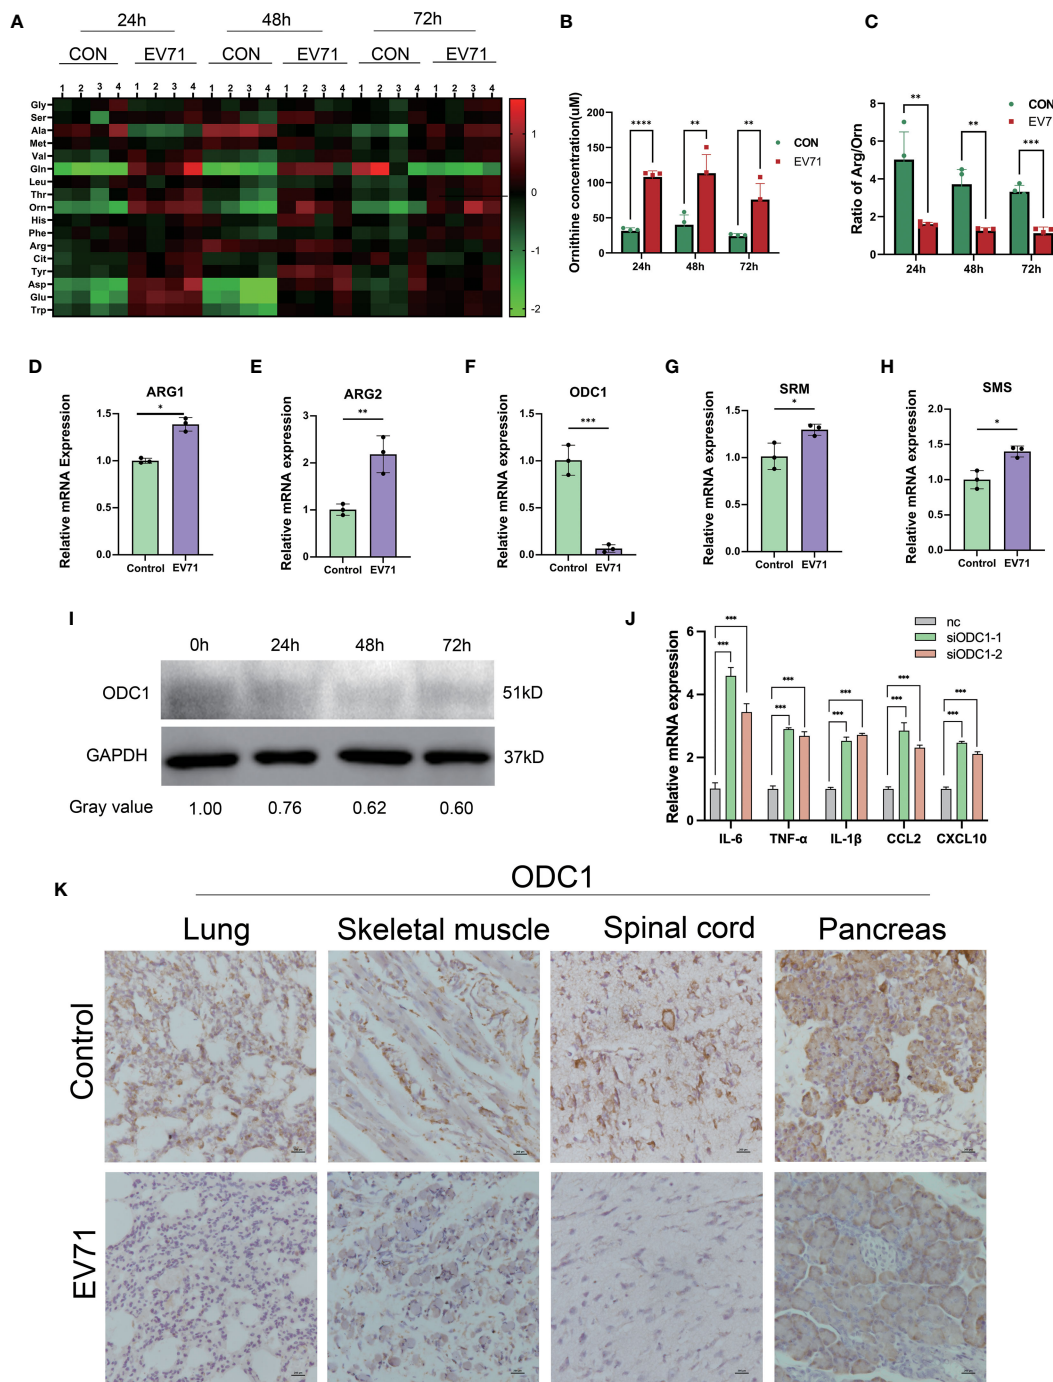 A
24h 48h 72h
CON EV71 CON EV71 CON EV71
1 2 3 4 1 2 3 4 1 2 3 4 1 2 3 4 1 2 3 4 1 2 3 4
Gly
Ser
Ala
Met
Val
Gln
Leu
Thr
Orn
His
Phe
Arg
Cit
Tyr
Asp
Glu
Trp
1
0
-1
-2
B
Ornithine concentration(uM)
200
150
100
50
0
**** ** **
CON
EV71
24h 48h 72h
C
Ratio of Arg/Orn
8
6
4
2
0
** ** ***
CON
EV71
24h 48h 72h
D
ARG1
Relative mRNA Expression
1.5
1.0
0.5
0.0
*
Control EV71
E
ARG2
Relative mRNA expression
3
2
1
0
**
Control EV71
F
ODC1
Relative mRNA expression
1.5
1.0
0.5
0.0
***
Control EV71
G
SRM
Relative mRNA expression
1.5
1.0
0.5
0.0
*
Control EV71
H
SMS
Relative mRNA expression
2.0
1.5
1.0
0.5
0.0
*
Control EV71
I
0h 24h 48h 72h
ODC1 51kD
GAPDH 37kD
Gray value 1.00 0.76 0.62 0.60
J
Relative mRNA expression
6
4
2
0
nc
siODC1-1
siODC1-2
*** *** *** *** ***
*** *** *** *** ***
IL-6 TNF-α IL-1β CCL2 CXCL10
K
ODC1
Lung Skeletal muscle Spinal cord Pancreas
Control
EV71